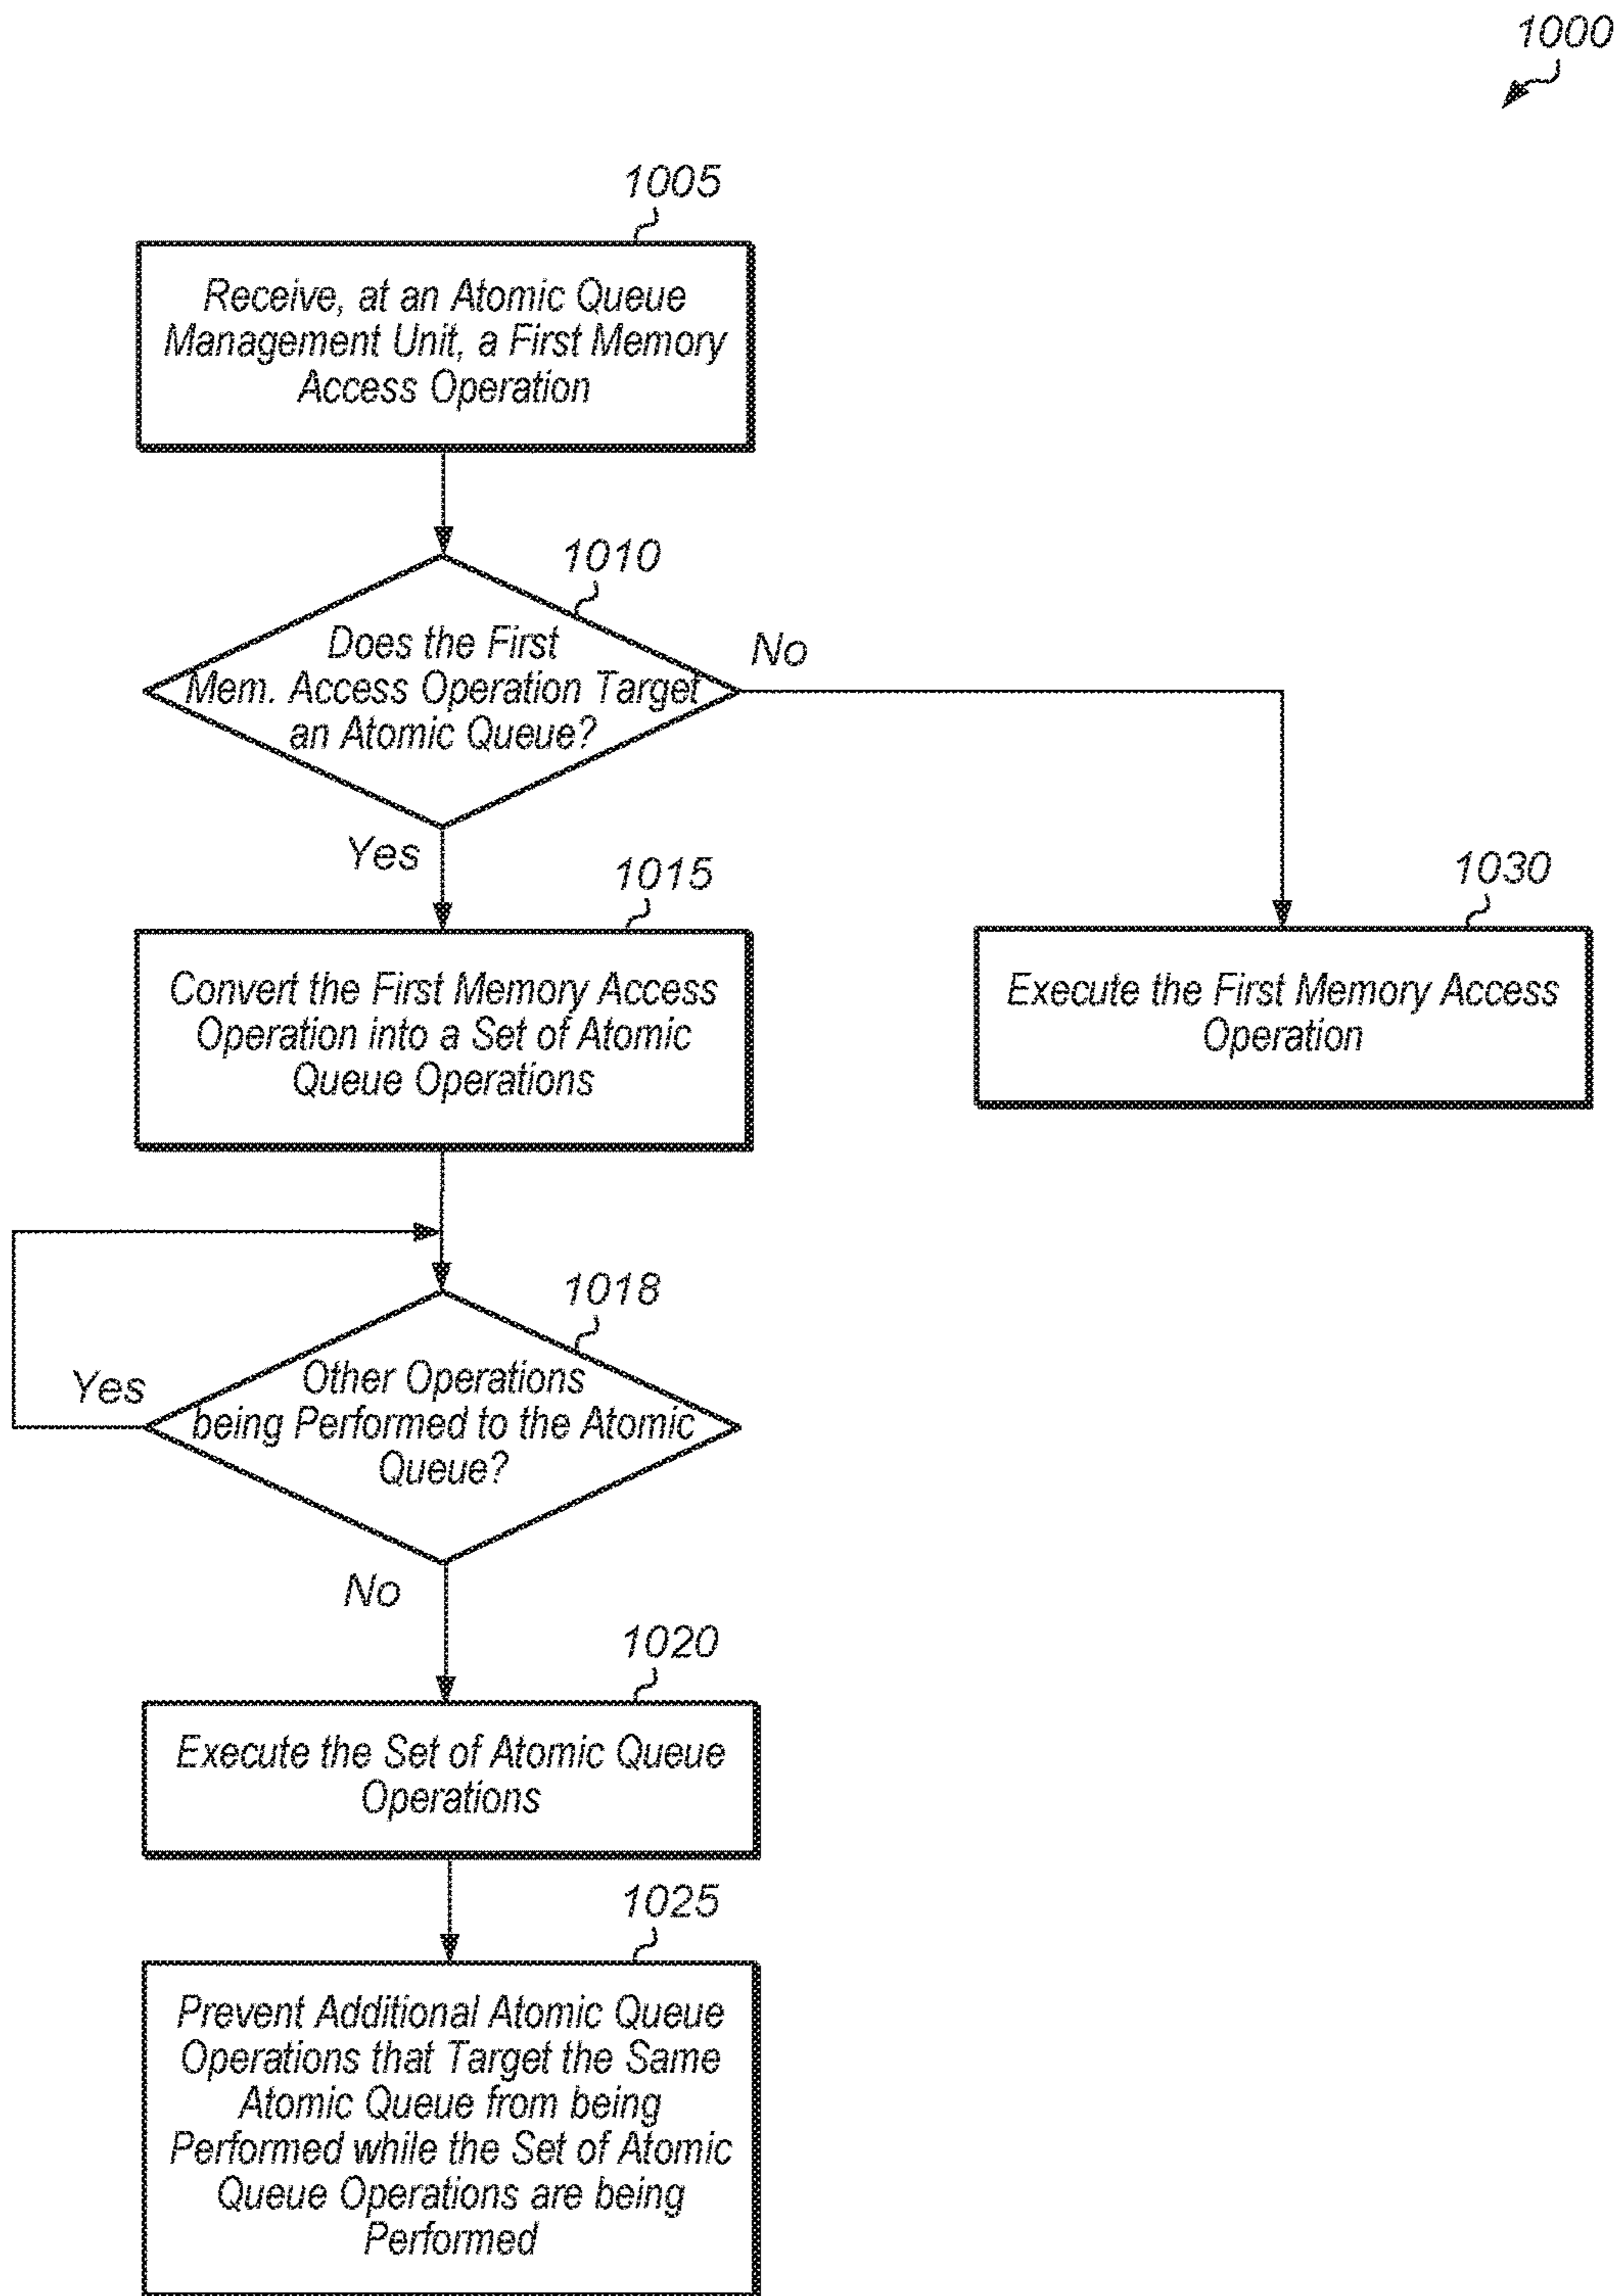 1000
1005
Receive, at an Atomic Queue
Management Unit, a First Memory
Access Operation
1010
Does the First
Mem. Access Operation Target
an Atomic Queue?
No
Yes
1015
Convert the First Memory Access
Operation into a Set of Atomic
Queue Operations
1030
Execute the First Memory Access
Operation
1018
Other Operations
being Performed to the Atomic
Queue?
Yes
No
1020
Execute the Set of Atomic Queue
Operations
1025
Prevent Additional Atomic Queue
Operations that Target the Same
Atomic Queue from being
Performed while the Set of Atomic
Queue Operations are being
Performed